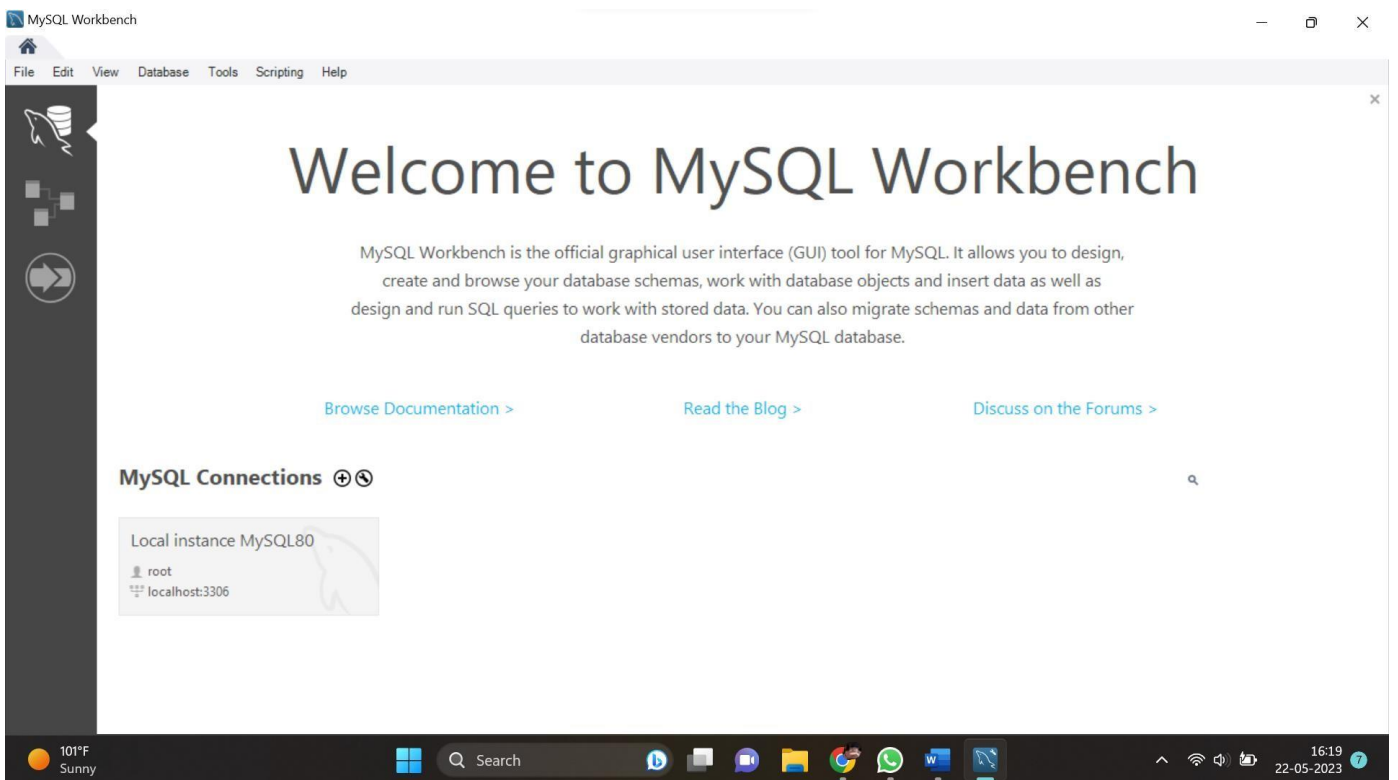 MySQL Workbench
File Edit View Database Tools Scripting Help
Welcome to MySQL Workbench
MySQL Workbench is the official graphical user interface (GUI) tool for MySQL. It allows you to design,
create and browse your database schemas, work with database objects and insert data as well as
design and run SQL queries to work with stored data. You can also migrate schemas and data from other
database vendors to your MySQL database.
Browse Documentation > Read the Blog > Discuss on the Forums >
MySQL Connections
Local instance MySQL80
root
localhost:3306
101°F
Sunny
Search
16:19
22-05-2023
7